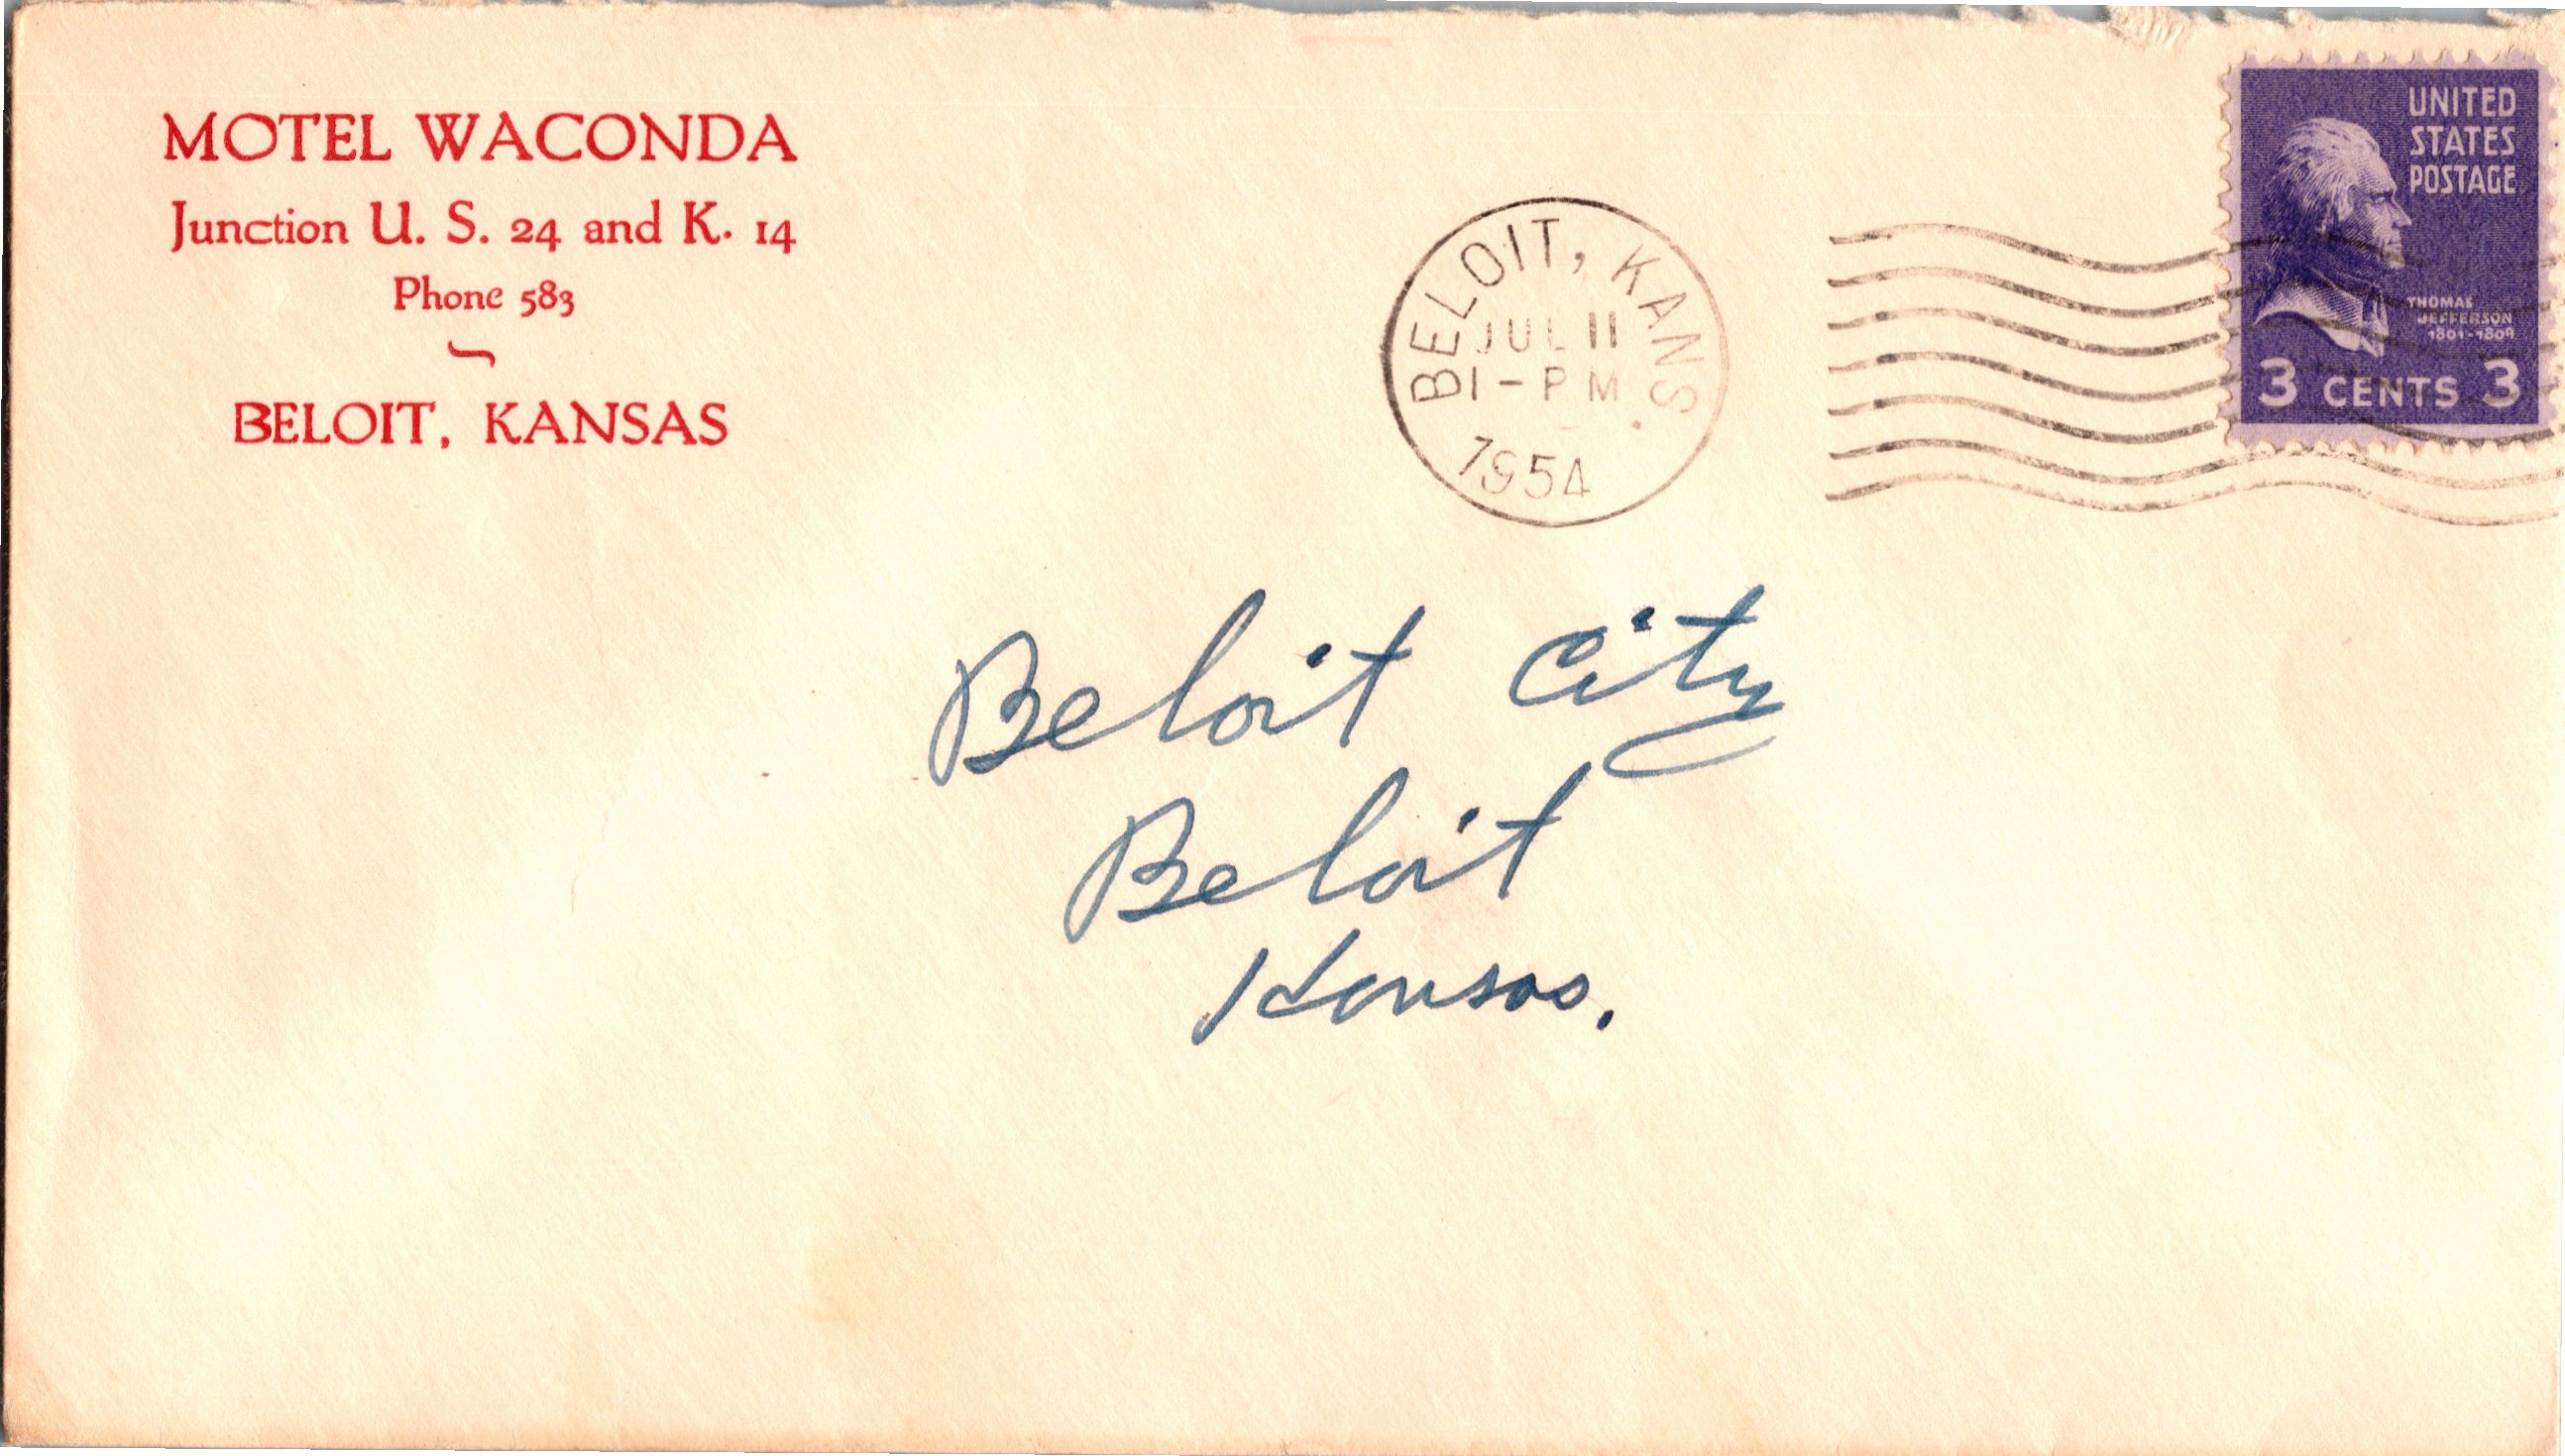 MOTEL WACONDA
Junction U. S. 24 and K. 14
Phone 583
BELOIT, KANSAS
BELOIT, KANS.
JUL 11
1-PM
1954
UNITED
STATES
POSTAGE
THOMAS
JEFFERSON
1801-1809
3 CENTS 3
Beloit City
Beloit
Kansas.